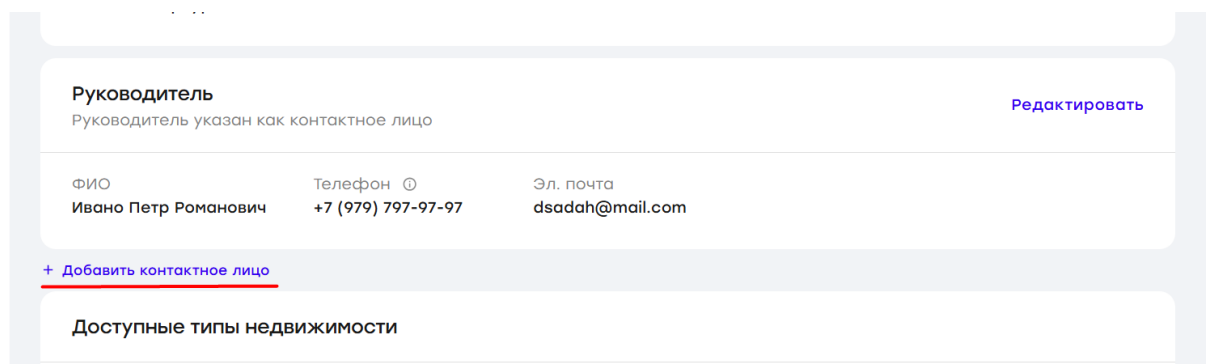 Руководитель
Редактировать
Руководитель указан как контактное лицо
ФИО Телефон Эл. почта
Ивано Петр Романович +7 (979) 797-97-97 dsadah@mail.com
+ Добавить контактное лицо
Доступные типы недвижимости